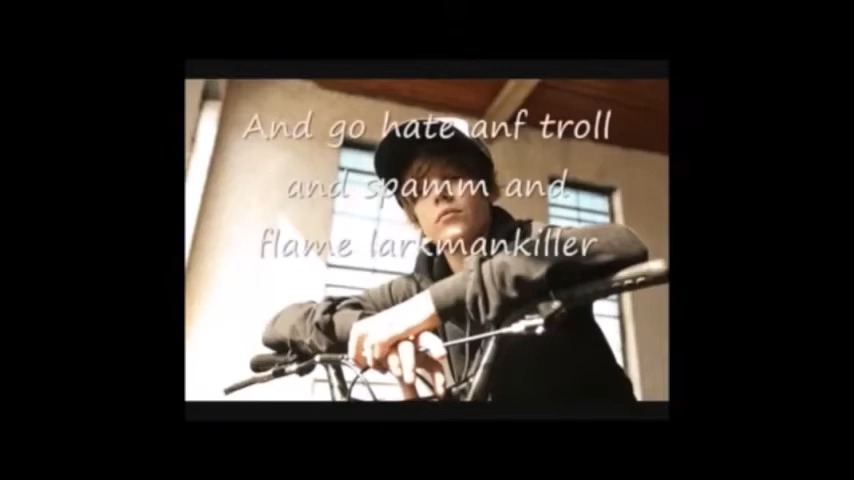 And go hate anf troll
and spamm and
flame larkmankiller